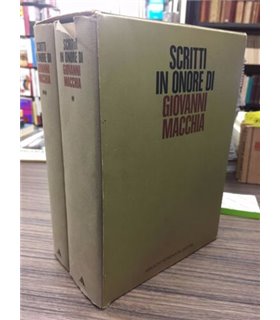 SCRITTI
IN ONORE DI
GIOVANNI
MACCHIA
SCRITTI
IN ONORE DI
GIOVANNI
MACCHIA
SCRITTI
IN ONORE DI
GIOVANNI
MACCHIA